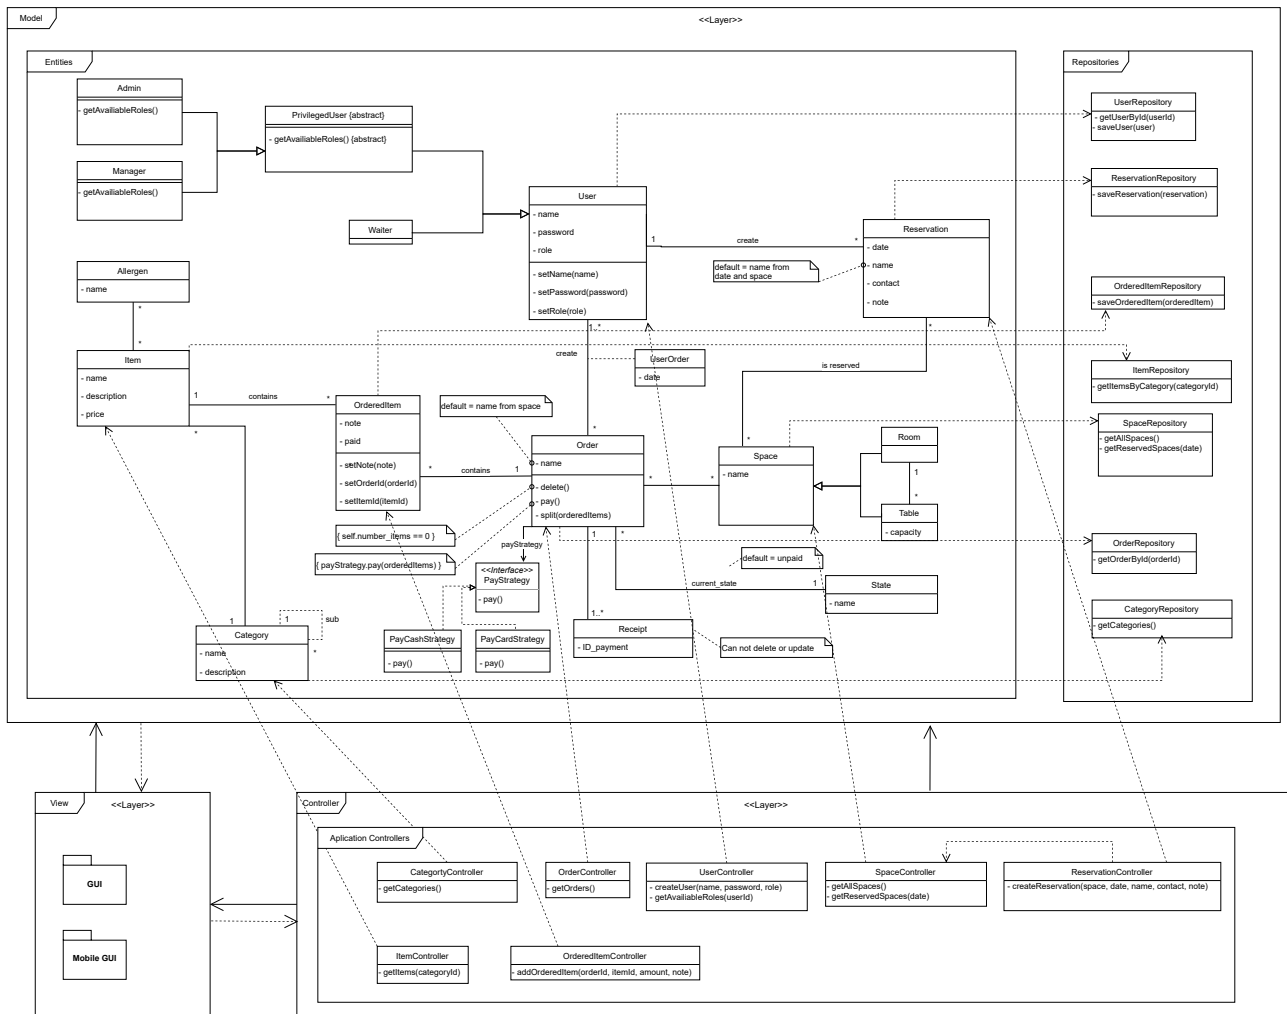 Model
<<Layer>>
Entities
Repositories
Admin
- getAvailiableRoles()
PrivilegedUser {abstract}
- getAvailiableRoles() {abstract}
Manager
- getAvailiableRoles()
Waiter
User
- name
- password
- role
- setName(name)
- setPassword(password)
- setRole(role)
1
create
*
Reservation
- date
- name
- contact
- note
default = name from
date and space
UserRepository
- getUserById(userId)
- saveUser(user)
ReservationRepository
- saveReservation(reservation)
OrderedItemRepository
- saveOrderedItem(orderedItem)
ItemRepository
- getItemsByCategory(categoryId)
SpaceRepository
- getAllSpaces()
- getReservedSpaces(date)
OrderRepository
- getOrderById(orderId)
CategoryRepository
- getCategories()
Allergen
- name
*
*
Item
- name
- description
- price
1
contains
*
*
OrderedItem
- note
- paid
- setNote(note)
- setOrderId(orderId)
- setItemId(itemId)
*
contains
1
1..*
create
*
UserOrder
- date
default = name from space
Order
- name
- delete()
- pay()
- split(orderedItems)
*
*
*
is reserved
*
Space
- name
Room
1
*
Table
- capacity
{ self.number_items == 0 }
{ payStrategy.pay(orderedItems) }
payStrategy
<<Interface>>
PayStrategy
- pay()
PayCashStrategy
- pay()
PayCardStrategy
- pay()
1
*
1..*
default = unpaid
current_state
1
State
- name
Receipt
- ID_payment
Can not delete or update
1
Category
- name
- description
1
sub
*
View
<<Layer>>
GUI
Mobile GUI
Controller
<<Layer>>
Aplication Controllers
CategortyController
- getCategories()
OrderController
- getOrders()
UserController
- createUser(name, password, role)
- getAvailiableRoles(userId)
SpaceController
- getAllSpaces()
- getReservedSpaces(date)
ReservationController
- createReservation(space, date, name, contact, note)
ItemController
- getItems(categoryId)
OrderedItemController
- addOrderedItem(orderId, itemId, amount, note)